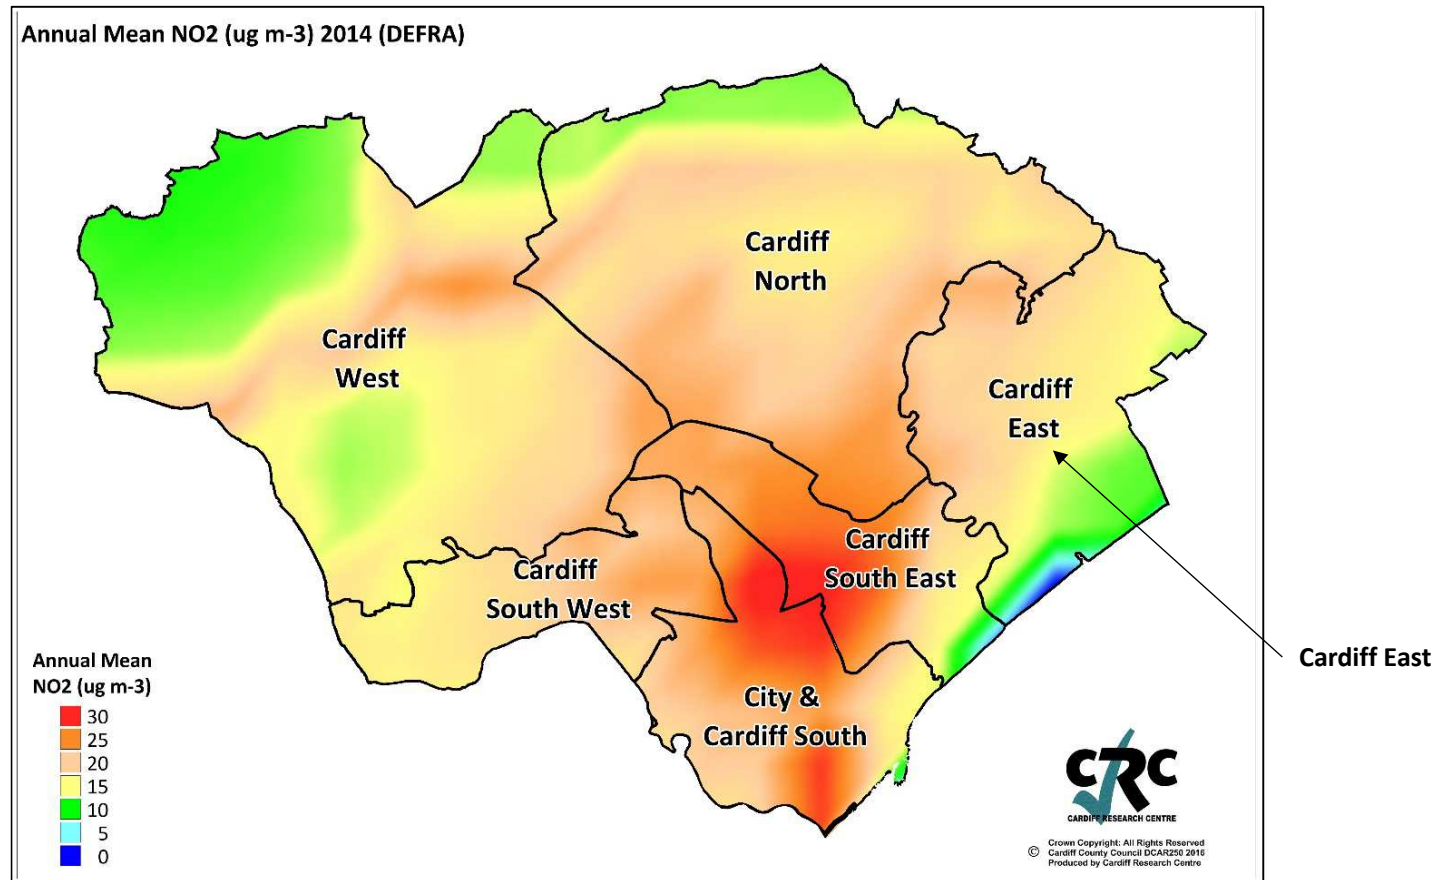 Annual Mean NO2 (ug m-3) 2014 (DEFRA)
Cardiff
North
Cardiff
West
Cardiff
East
Cardiff
South East
Cardiff
South West
Cardiff East
City &
Cardiff South
Annual Mean
NO2 (ug m-3)
30
25
20
15
10
5
0
CRC
CARDIFF RESEARCH CENTRE
© Crown Copyright: All Rights Reserved
Cardiff County Council DCAR250 2016
Produced by Cardiff Research Centre